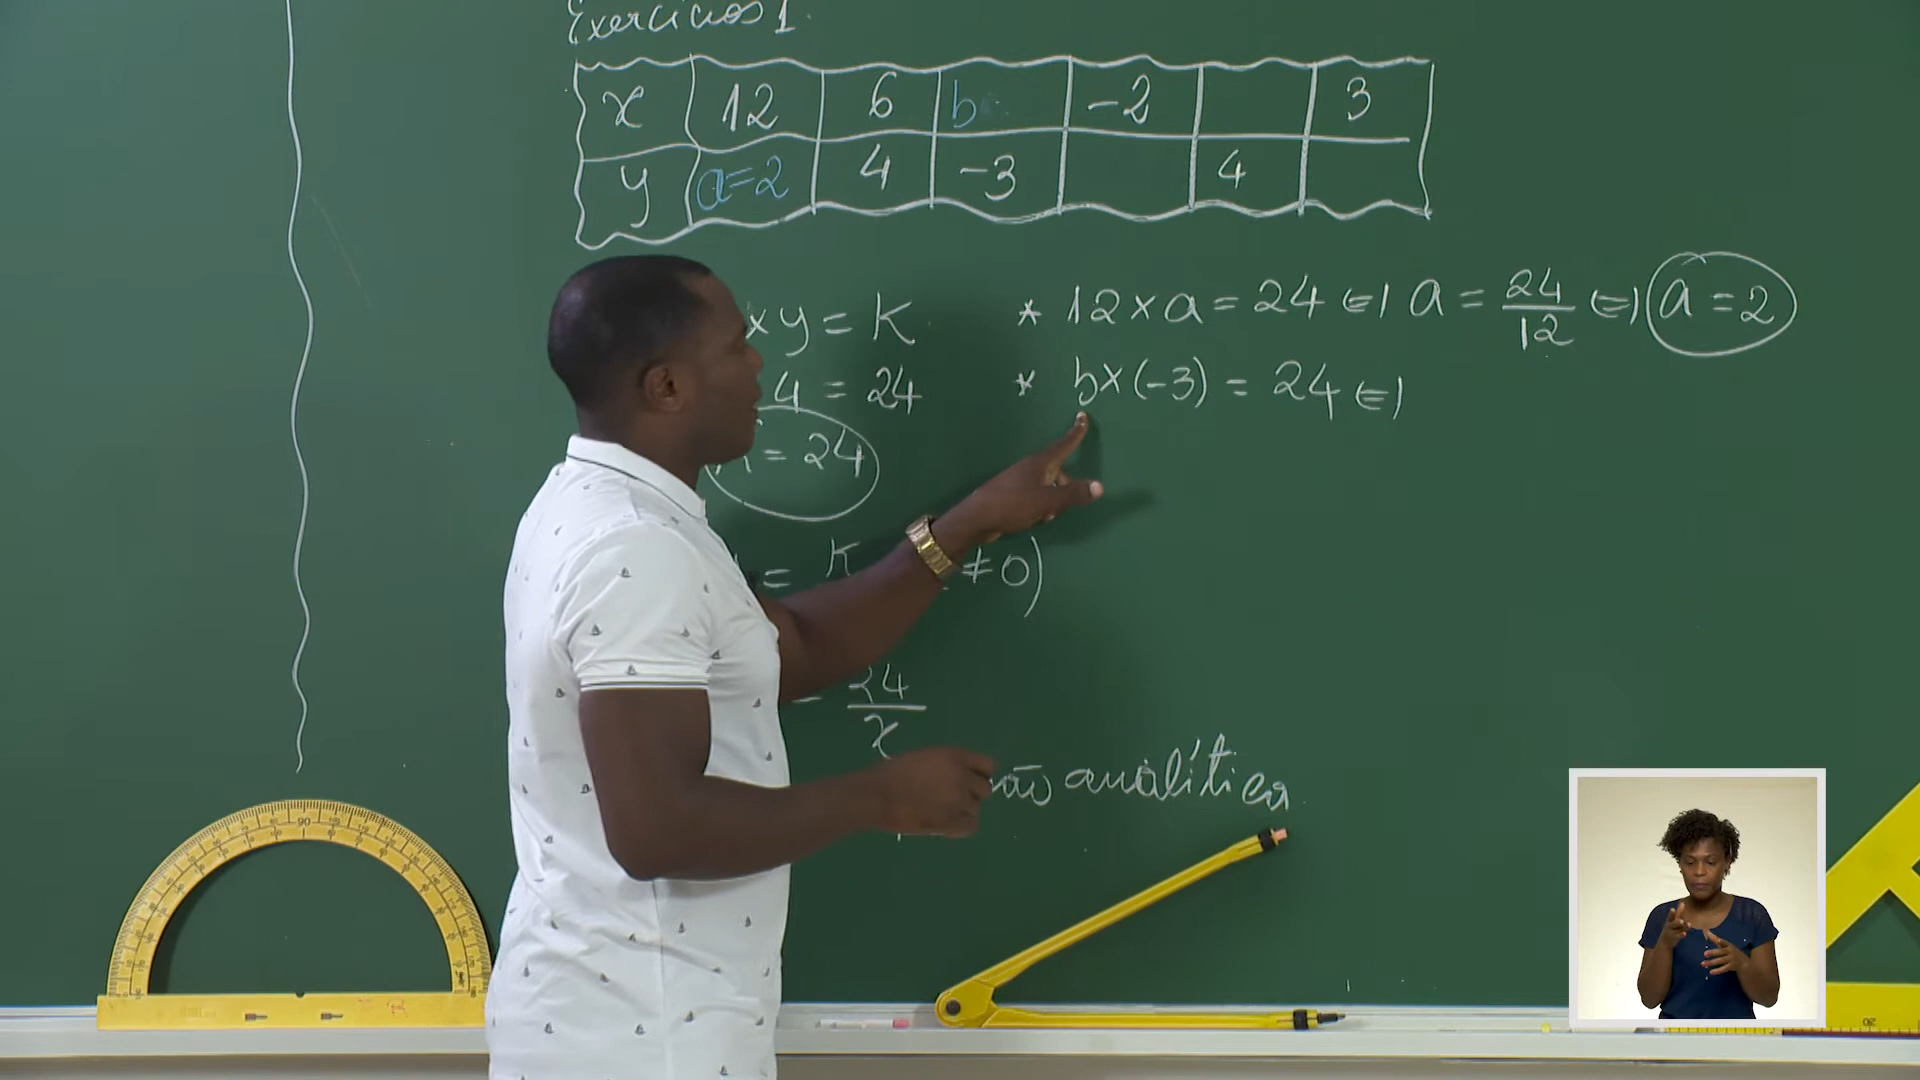 Exercícios 1.
x 12 6 b -2 3
y a=2 4 -3 4
x y = K
4 = 24
= 24
= K ≠ 0)
= 24/x
analítica
* 12 x a = 24 ⇔ a = 24/12 ⇔ a = 2
* b x (-3) = 24 ⇔